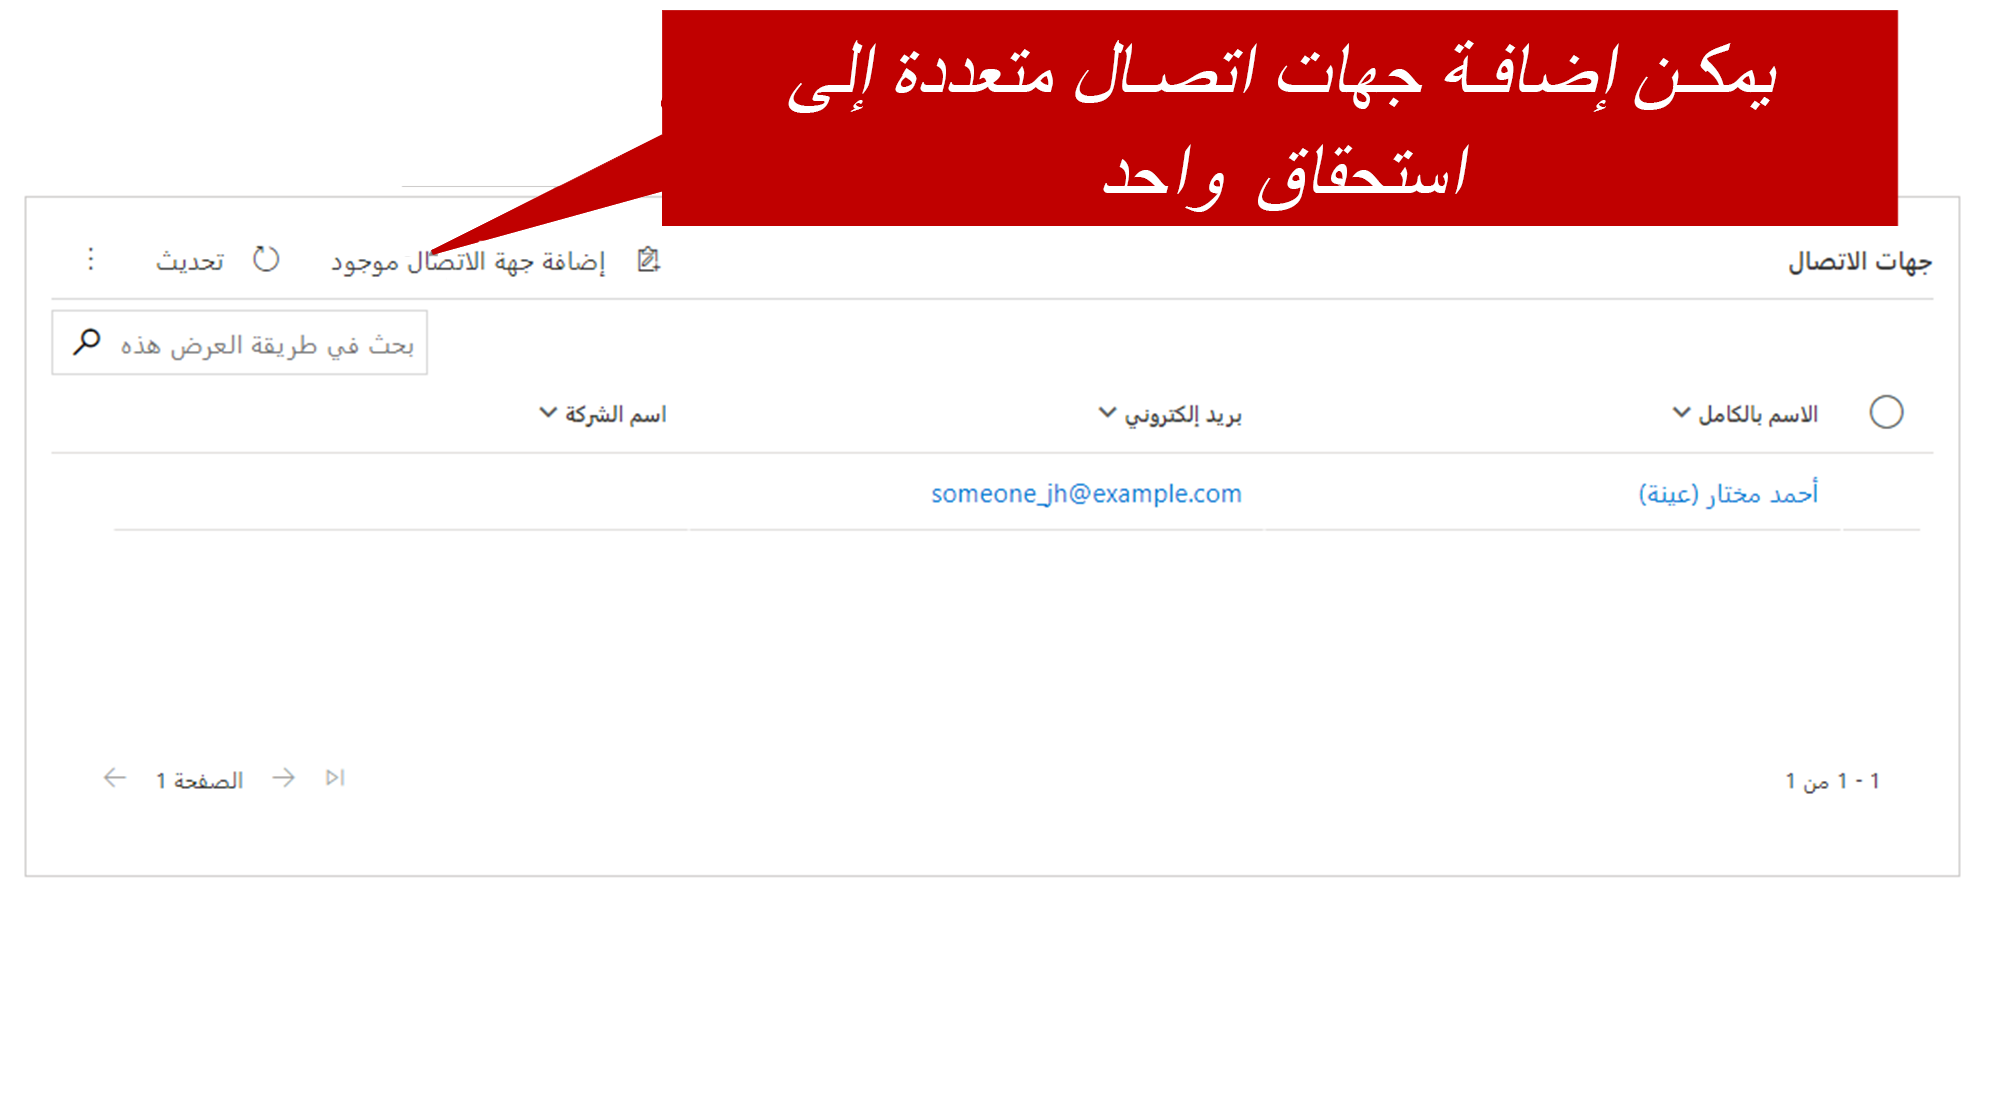 يمكن إضافة جهات اتصال متعددة إلى
استحقاق واحد
جهات الاتصال
إضافة جهة الاتصال موجود
تحديث
بحث في طريقة العرض هذه
الاسم بالكامل
بريد إلكتروني
اسم الشركة
أحمد مختار (عينة)
someone_jh@example.com
1 - 1 من 1
الصفحة 1